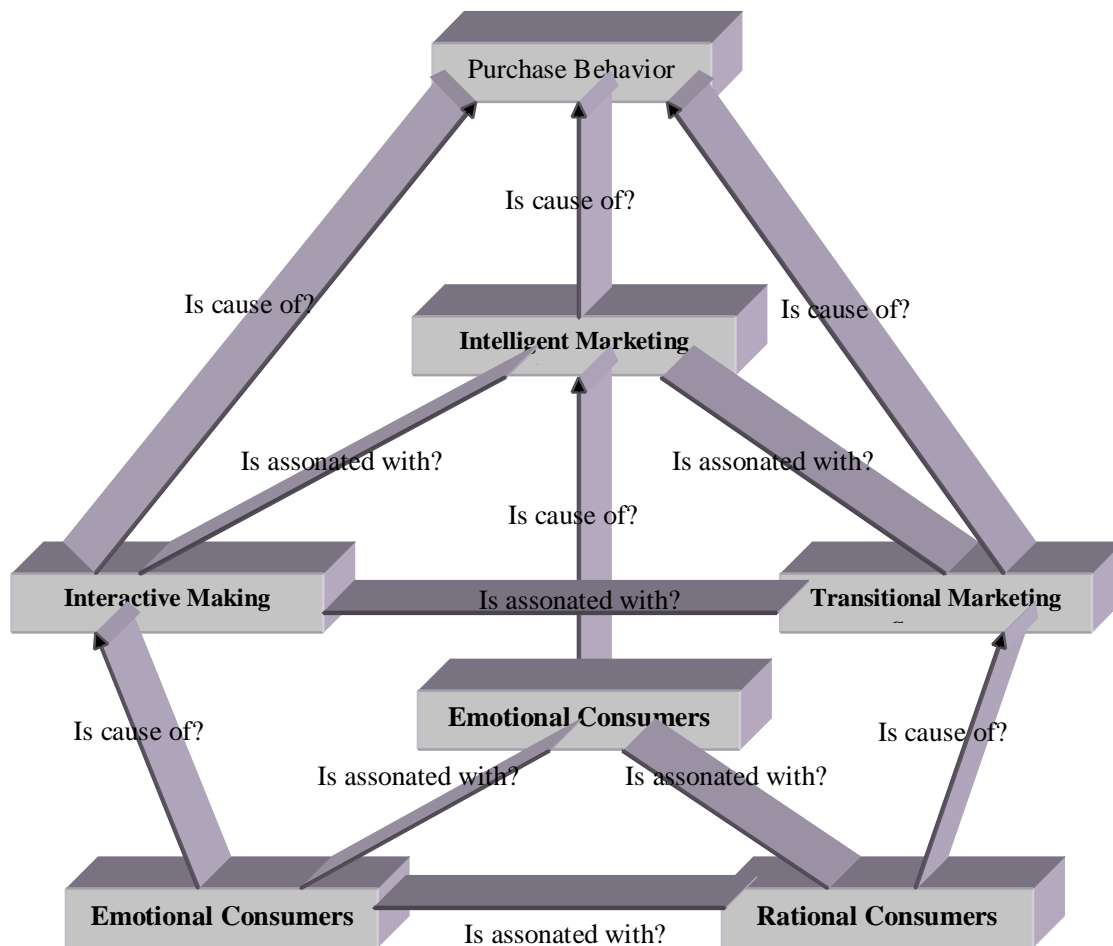 Purchase Behavior
Is cause of?
Is cause of?
Is cause of?
Intelligent Marketing
Is assonated with?
Is assonated with?
Is cause of?
Interactive Making
Is assonated with?
Transitional Marketing
Emotional Consumers
Is cause of?
Is cause of?
Is assonated with?
Is assonated with?
Emotional Consumers
Rational Consumers
Is assonated with?